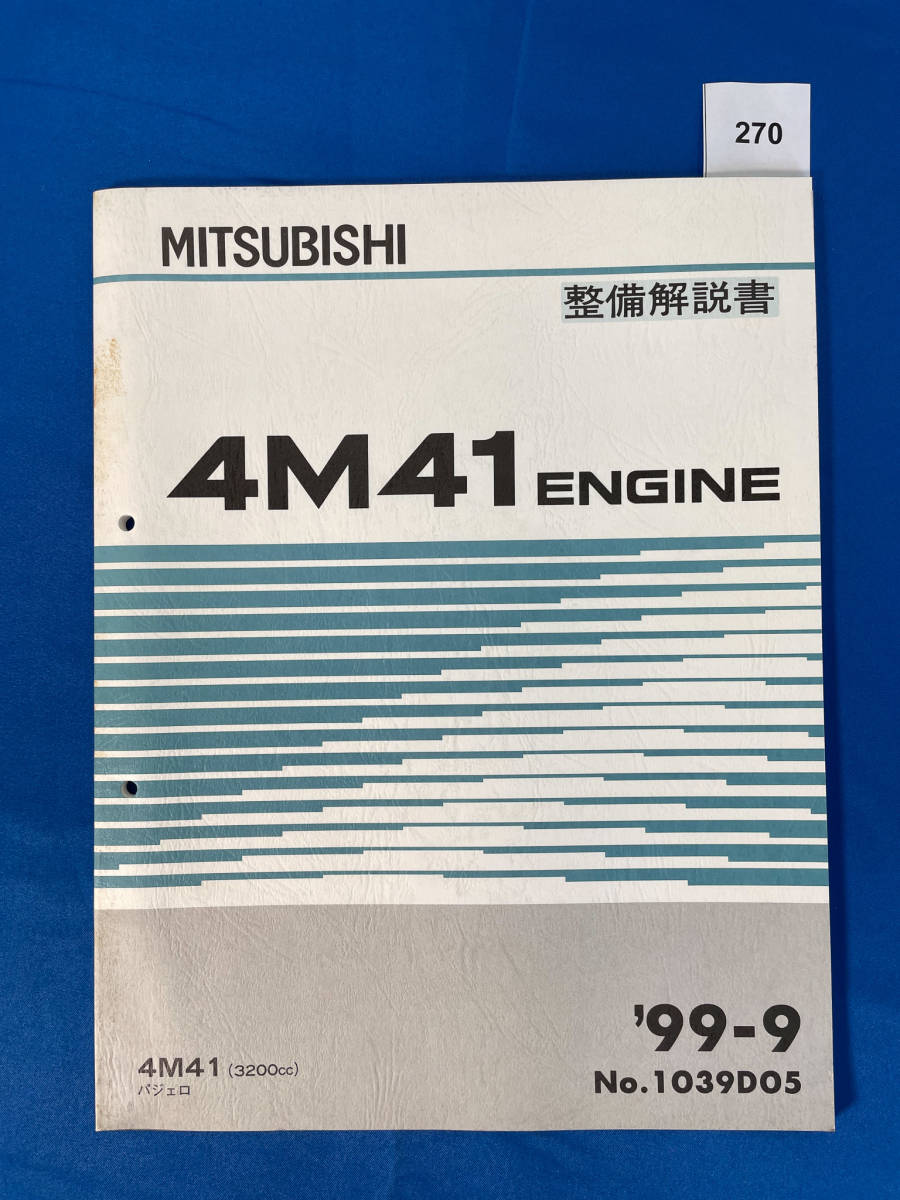 270
MITSUBISHI
整備解説書
4M41 ENGINE
'99-9
4M41 (3200cc)
パジェロ
No.1039D05